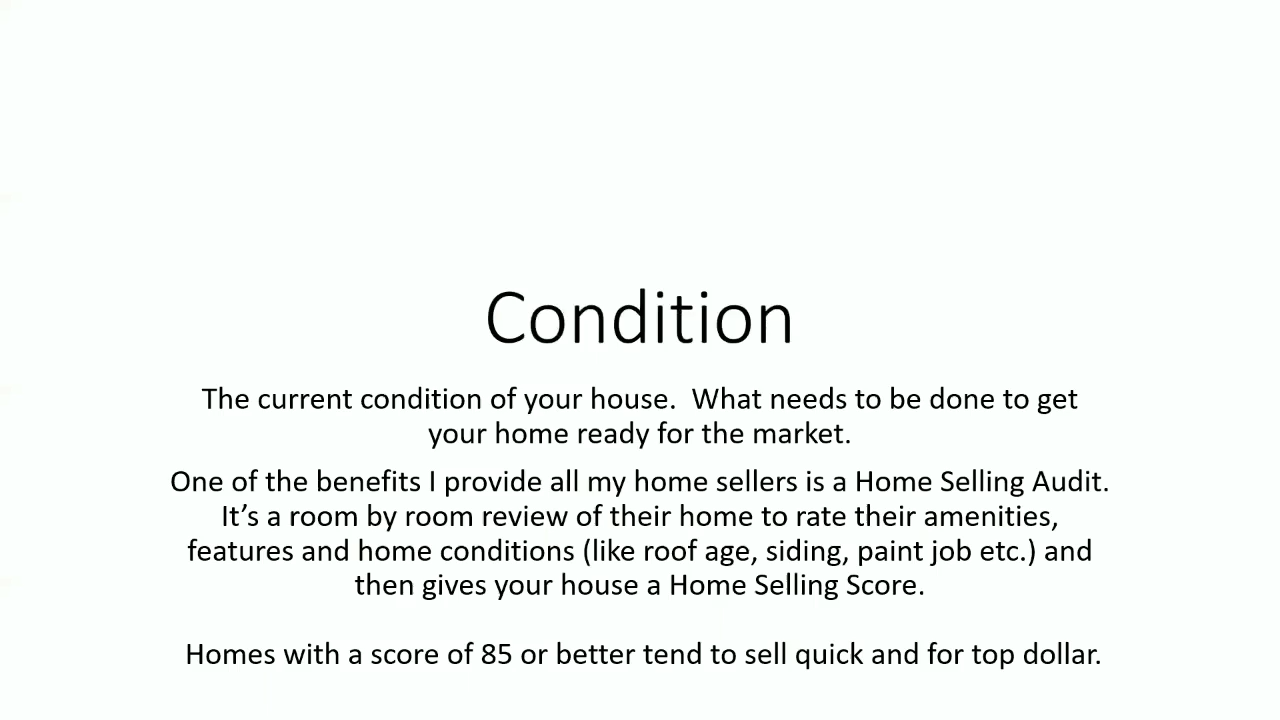 Condition
The current condition of your house.  What needs to be done to get
your home ready for the market.
One of the benefits I provide all my home sellers is a Home Selling Audit.
It’s a room by room review of their home to rate their amenities,
features and home conditions (like roof age, siding, paint job etc.) and
then gives your house a Home Selling Score.
Homes with a score of 85 or better tend to sell quick and for top dollar.